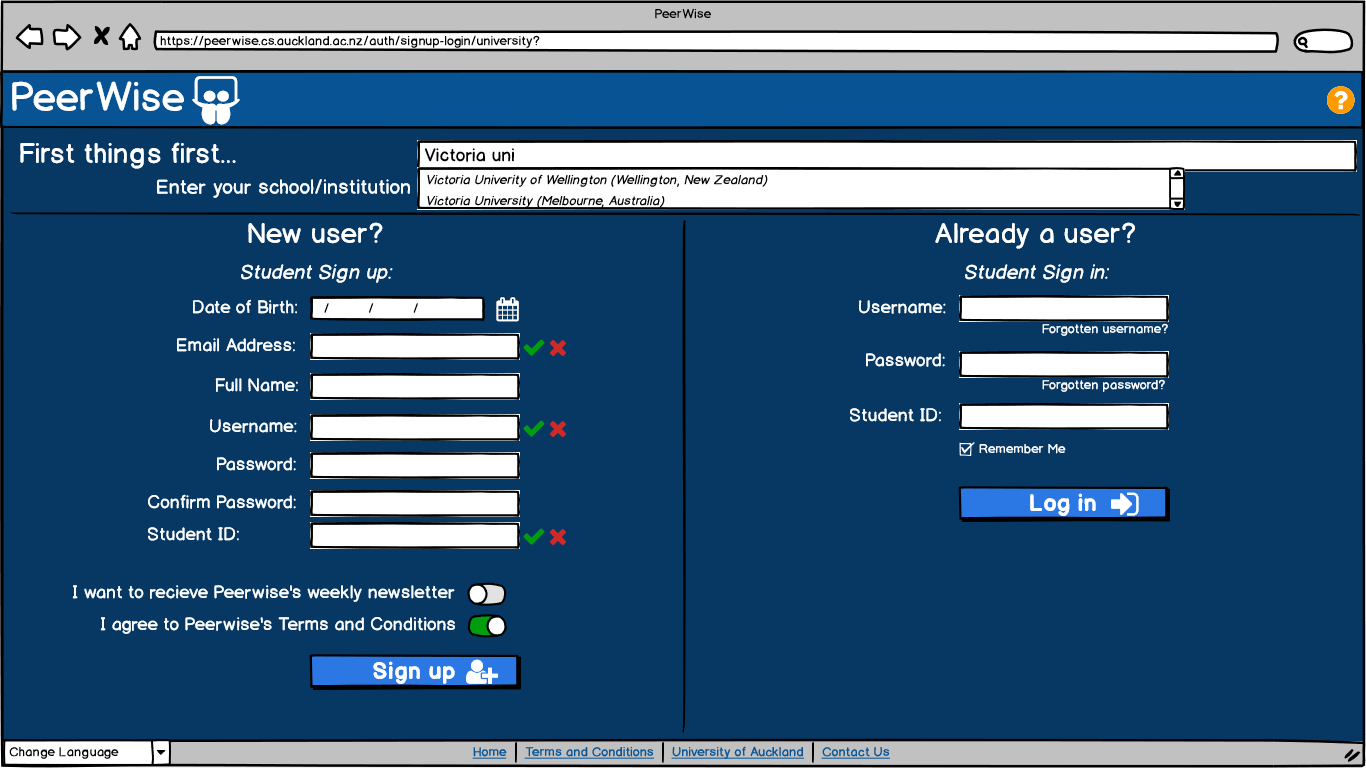 PeerWise
https://peerwise.cs.auckland.ac.nz/auth/signup-login/university?
PeerWise
?
First things first...
Victoria uni
Enter your school/institution
Victoria Univerity of Wellington (Wellington, New Zealand)
Victoria University (Melbourne, Australia)
New user?
Student Sign up:
Date of Birth: / / /
Email Address:
Full Name:
Username:
Password:
Confirm Password:
Student ID:
I want to recieve Peerwise's weekly newsletter
I agree to Peerwise's Terms and Conditions
Sign up
Already a user?
Student Sign in:
Username:
Forgotten username?
Password:
Forgotten password?
Student ID:
Remember Me
Log in
Change Language
Home
Terms and Conditions
University of Auckland
Contact Us